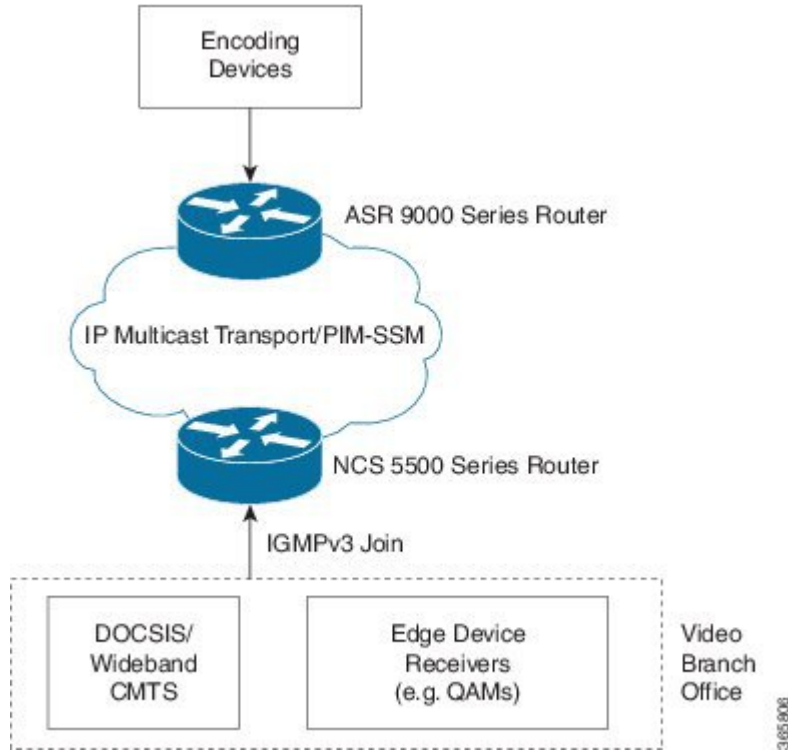 Encoding
Devices
ASR 9000 Series Router
IP Multicast Transport/PIM-SSM
NCS 5500 Series Router
IGMPv3 Join
DOCSIS/
Wideband
CMTS
Edge Device
Receivers
(e.g. QAMs)
Video
Branch
Office
365806